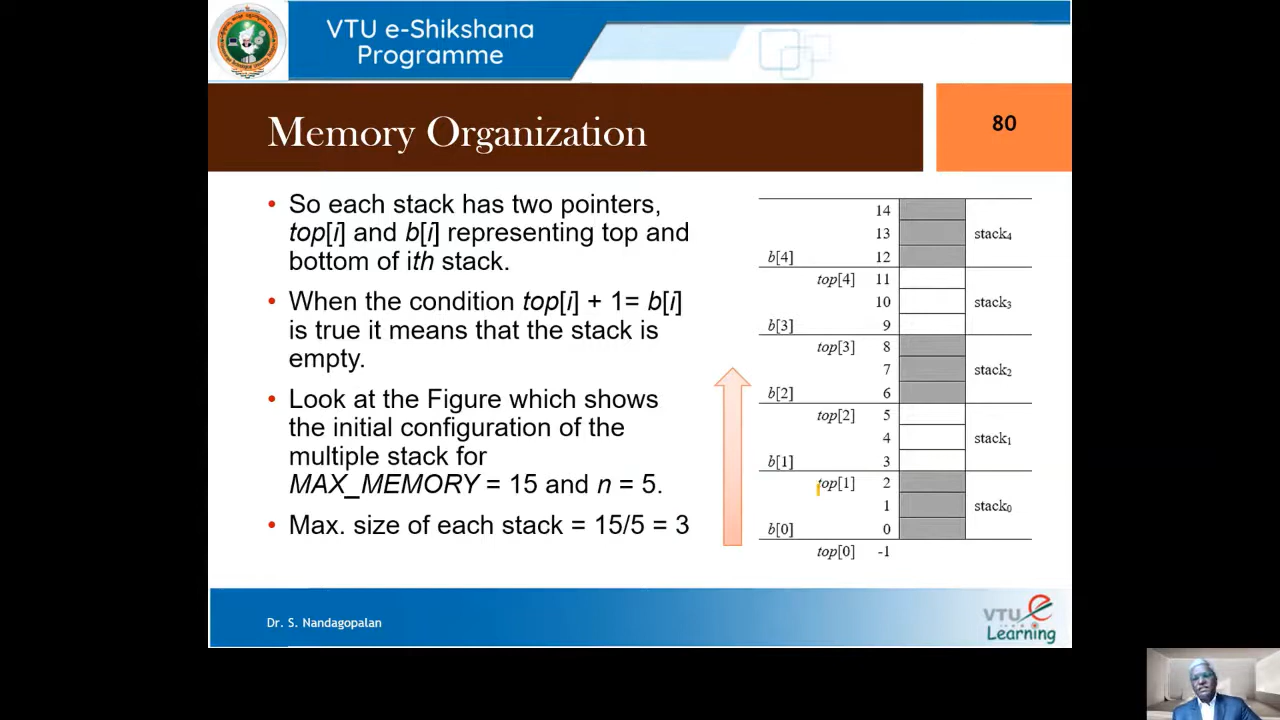 VTU e-Shikshana
Programme
Memory Organization
80
• So each stack has two pointers,
top[i] and b[i] representing top and
bottom of ith stack.
• When the condition top[i] + 1= b[i]
is true it means that the stack is
empty.
• Look at the Figure which shows
the initial configuration of the
multiple stack for
MAX_MEMORY = 15 and n = 5.
• Max. size of each stack = 15/5 = 3
14
13 stack₄
b[4] 12
top[4] 11
10 stack₃
b[3] 9
top[3] 8
7 stack₂
b[2] 6
top[2] 5
4 stack₁
b[1] 3
top[1] 2
1 stack₀
b[0] 0
top[0] -1
Dr. S. Nandagopalan
VTU e
Learning